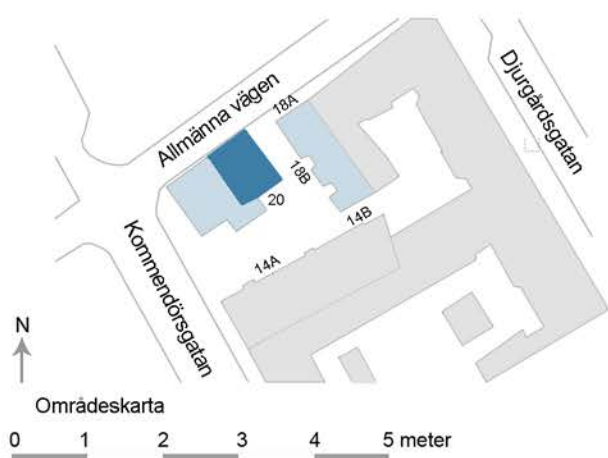 Allmänna vägen
Djurgårdsgatan
18A
18B
20
14B
14A
Kommendörsgatan
N
Områdeskarta
0 1 2 3 4 5 meter